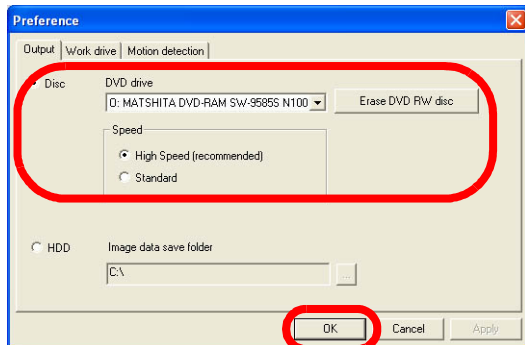 Preference
Output Work drive Motion detection
Disc DVD drive
O: MATSHITA DVD-RAM SW-9585S N100 Erase DVD RW disc
Speed
High Speed (recommended)
Standard
HDD Image data save folder
C:\ ...
OK Cancel Apply